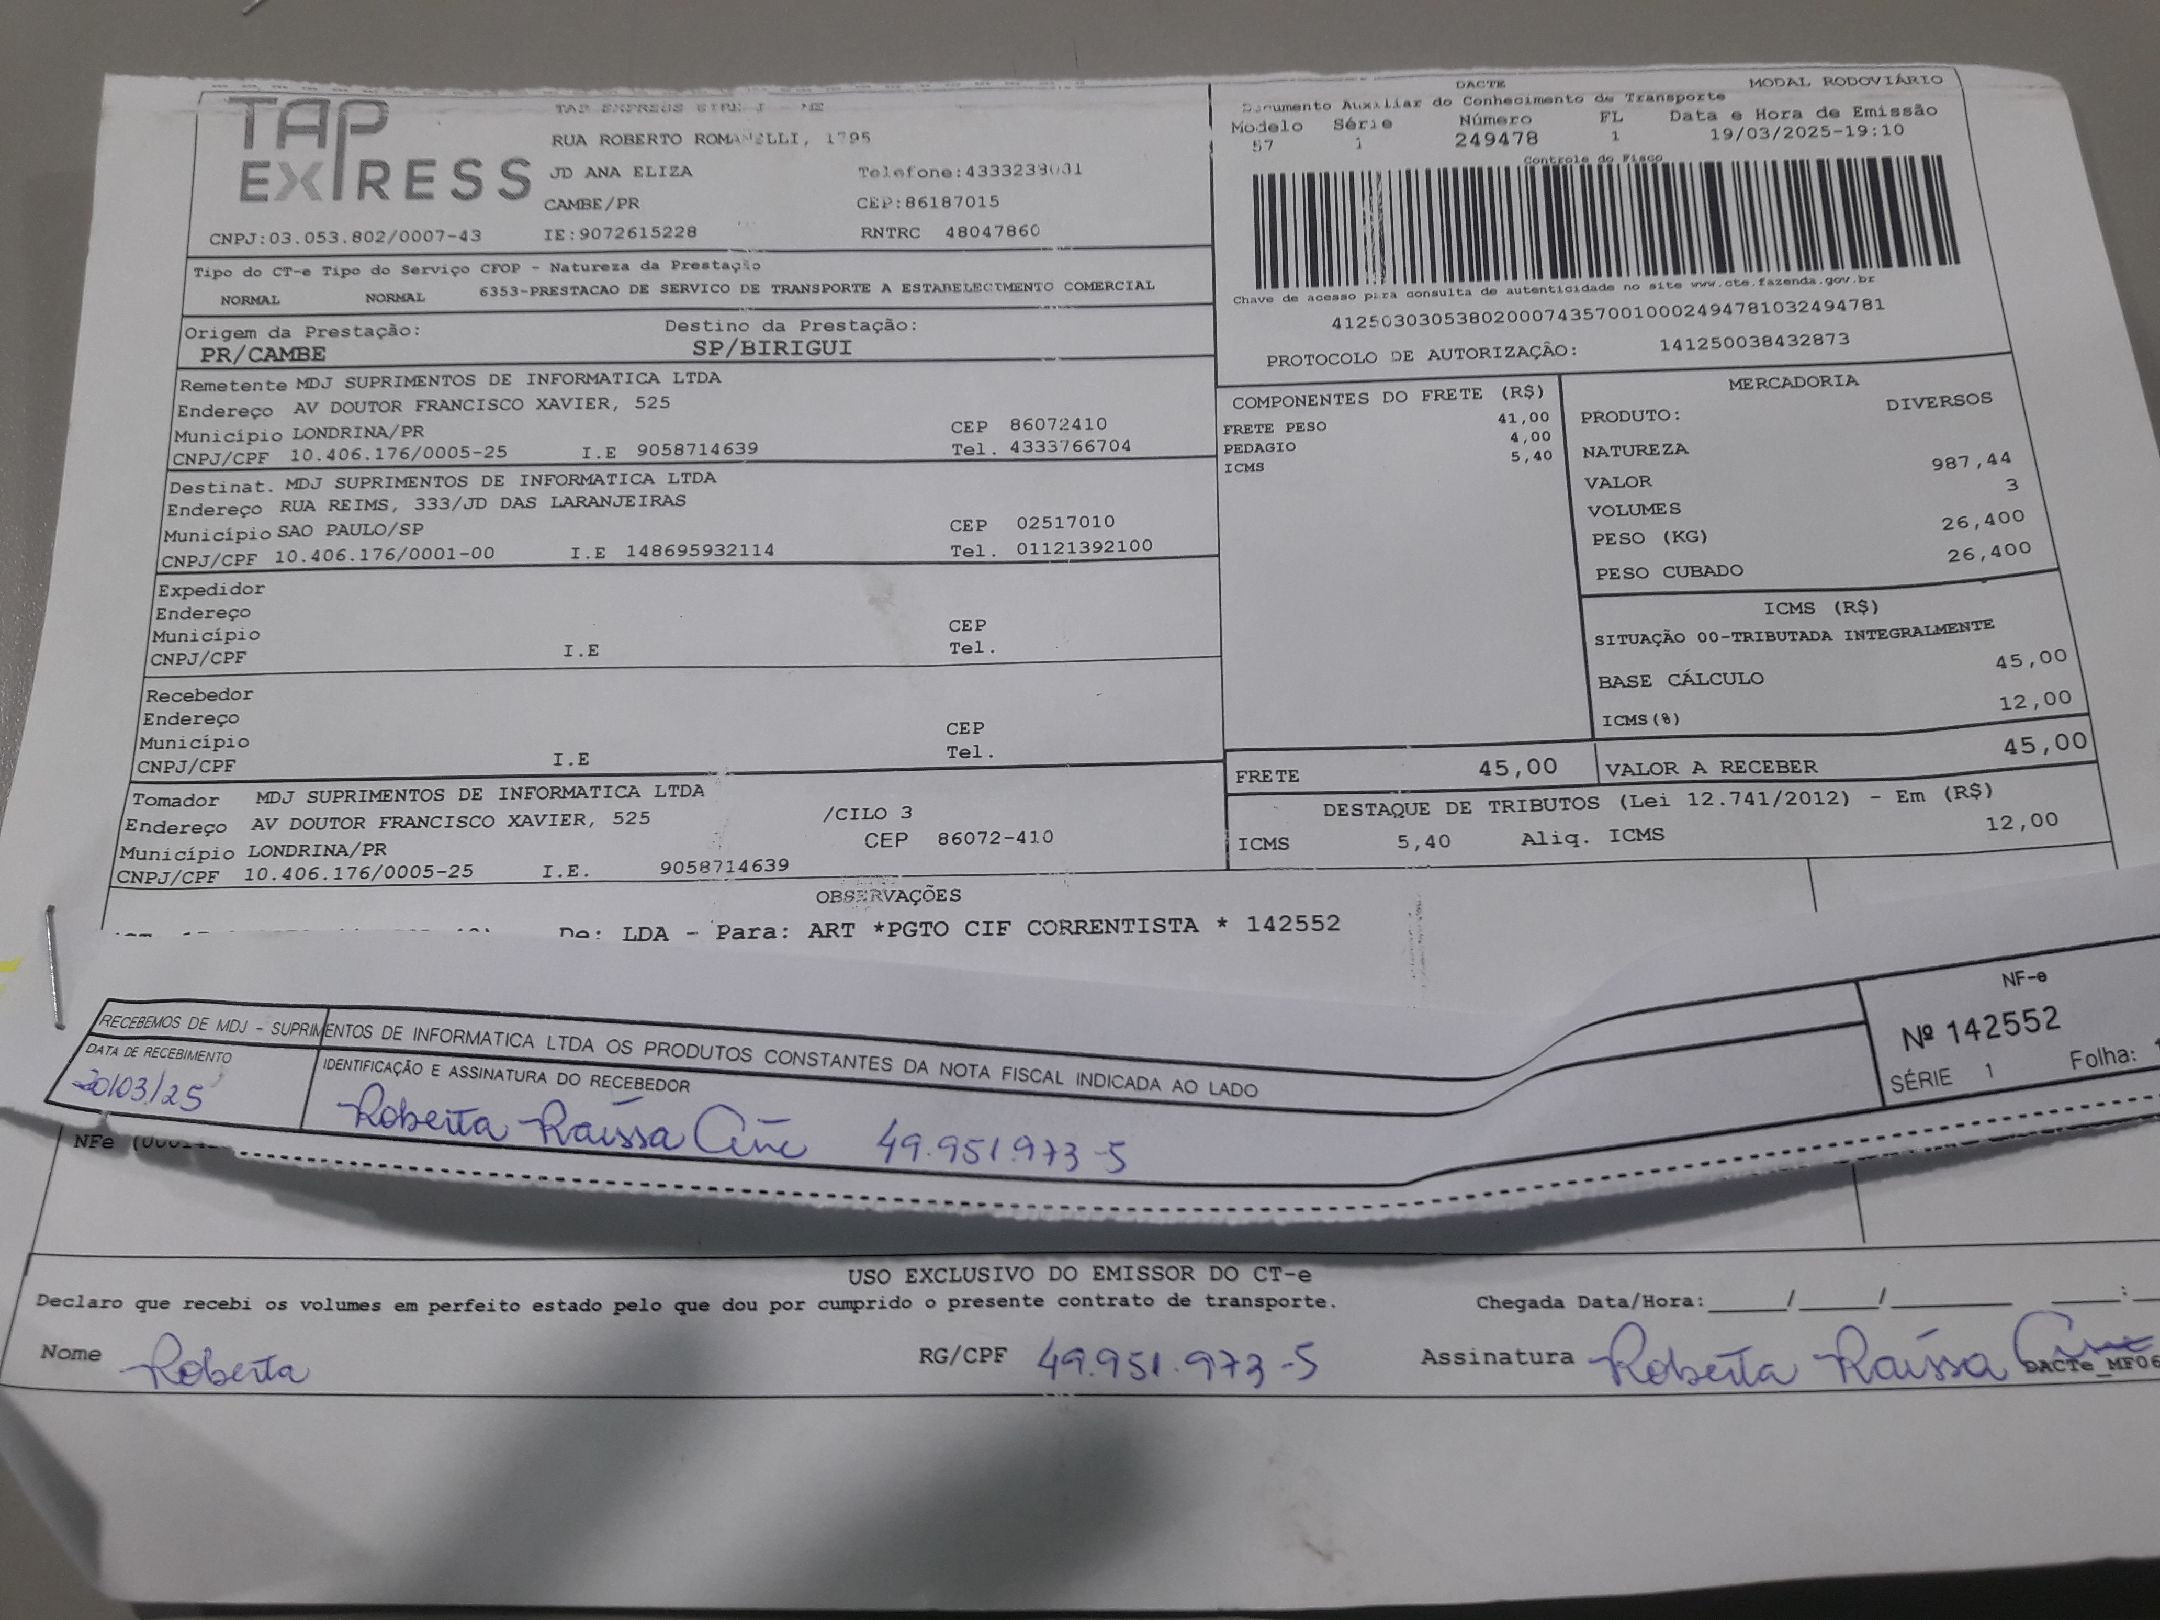 TAP
EXPRESS
TAP EXPRESS
RUA ROBERTO ROMANELLI, 1795
JD ANA ELIZA Telefone:4333238031
CAMBE/PR CEP:86187015
CNPJ:03.053.802/0007-43 IE:9072615228 RNTRC 48047860
DACTE MODAL RODOVIÁRIO
Documento Auxiliar do Conhecimento de Transporte
Modelo Série Número FL Data e Hora de Emissão
57 1 249478 1 19/03/2025-19:10
Controle do Fisco
Chave de acesso para consulta de autenticidade no site www.cte.fazenda.gov.br
41250303053802000743570010002494781032494781
PROTOCOLO DE AUTORIZAÇÃO: 141250038432873
Tipo do CT-e Tipo do Serviço CFOP - Natureza da Prestação
NORMAL NORMAL 6353-PRESTACAO DE SERVICO DE TRANSPORTE A ESTABELECIMENTO COMERCIAL
Origem da Prestação: Destino da Prestação:
PR/CAMBE SP/BIRIGUI
Remetente MDJ SUPRIMENTOS DE INFORMATICA LTDA
Endereço AV DOUTOR FRANCISCO XAVIER, 525
Município LONDRINA/PR CEP 86072410
CNPJ/CPF 10.406.176/0005-25 I.E 9058714639 Tel. 4333766704
Destinat. MDJ SUPRIMENTOS DE INFORMATICA LTDA
Endereço RUA REIMS, 333/JD DAS LARANJEIRAS
Município SAO PAULO/SP CEP 02517010
CNPJ/CPF 10.406.176/0001-00 I.E 148695932114 Tel. 01121392100
Expedidor
Endereço
Município CEP
CNPJ/CPF I.E Tel.
Recebedor
Endereço
Município CEP
CNPJ/CPF I.E Tel.
Tomador MDJ SUPRIMENTOS DE INFORMATICA LTDA
Endereço AV DOUTOR FRANCISCO XAVIER, 525 /CILO 3
Município LONDRINA/PR CEP 86072-410
CNPJ/CPF 10.406.176/0005-25 I.E. 9058714639
COMPONENTES DO FRETE (R$)
FRETE PESO 41,00
PEDAGIO 4,00
ICMS 5,40
MERCADORIA
PRODUTO: DIVERSOS
NATUREZA
VALOR 987,44
VOLUMES 3
PESO (KG) 26,400
PESO CUBADO 26,400
ICMS (R$)
SITUAÇÃO 00-TRIBUTADA INTEGRALMENTE
BASE CÁLCULO 45,00
ICMS(%) 12,00
FRETE 45,00 VALOR A RECEBER 45,00
DESTAQUE DE TRIBUTOS (Lei 12.741/2012) - Em (R$)
ICMS 5,40 Aliq. ICMS 12,00
OBSERVAÇÕES
De: LDA - Para: ART *PGTO CIF CORRENTISTA * 142552
RECEBEMOS DE MDJ - SUPRIMENTOS DE INFORMATICA LTDA OS PRODUTOS CONSTANTES DA NOTA FISCAL INDICADA AO LADO
DATA DE RECEBIMENTO IDENTIFICAÇÃO E ASSINATURA DO RECEBEDOR
20/03/25 Roberta Raíssa 49.951.973-5
NF-e
Nº 142552
SÉRIE 1 Folha:
NFe
USO EXCLUSIVO DO EMISSOR DO CT-e
Declaro que recebi os volumes em perfeito estado pelo que dou por cumprido o presente contrato de transporte. Chegada Data/Hora:____/____/______ ___:
Nome Roberta RG/CPF 49.951.973-5 Assinatura Roberta Raíssa
DACTe_MF06